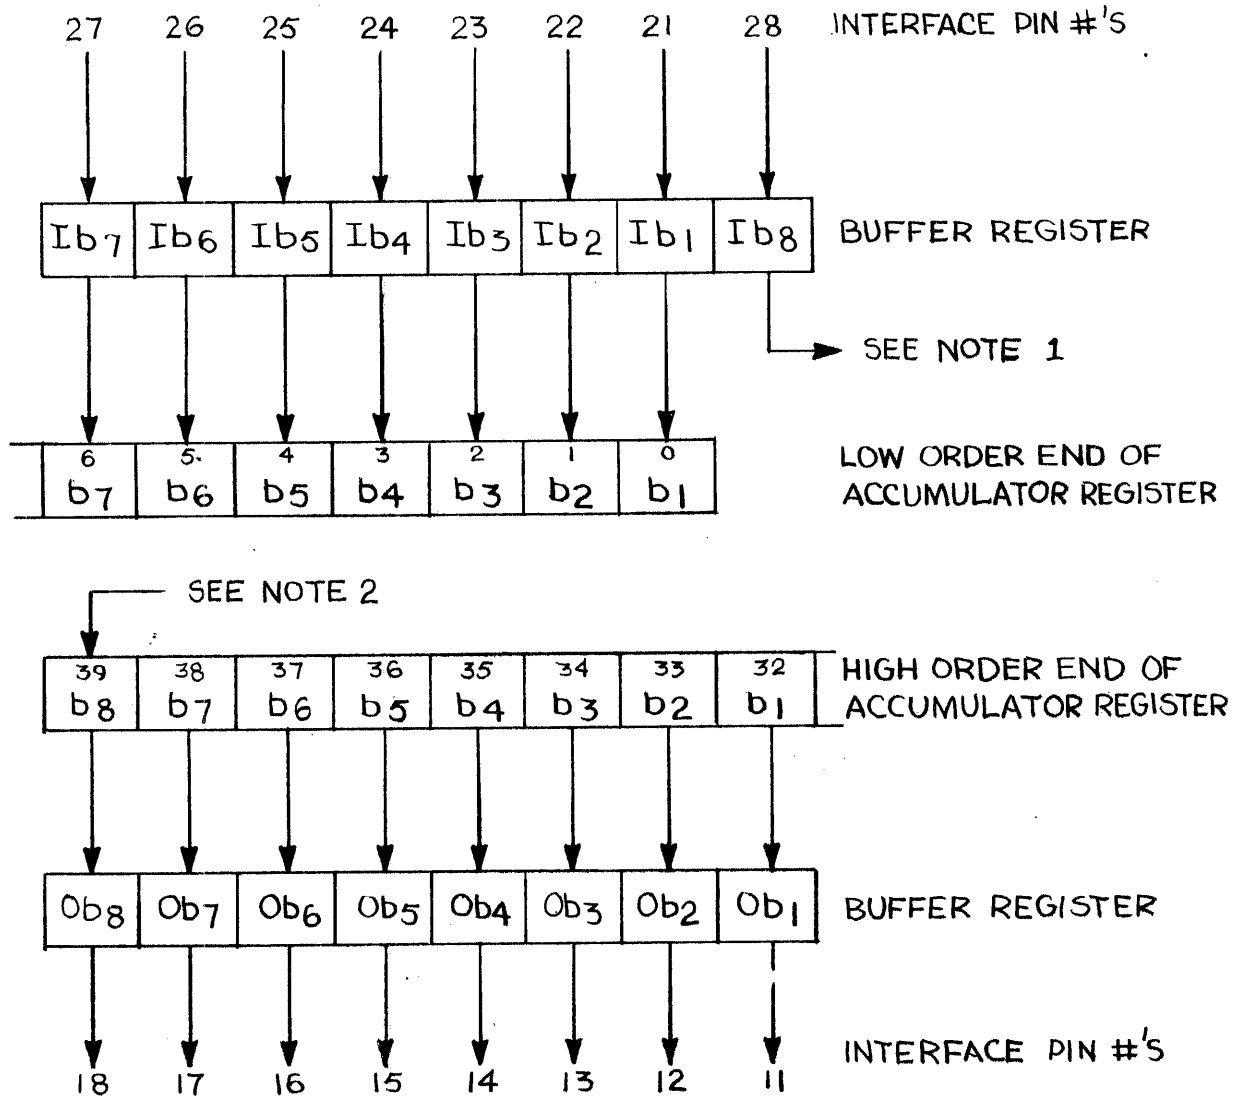 27 26 25 24 23 22 21 28 INTERFACE PIN #'S
Ib7 Ib6 Ib5 Ib4 Ib3 Ib2 Ib1 Ib8 BUFFER REGISTER
SEE NOTE 1
6 5. 4 3 2 1 0 LOW ORDER END OF
b7 b6 b5 b4 b3 b2 b1 ACCUMULATOR REGISTER
SEE NOTE 2
39 38 37 36 35 34 33 32 HIGH ORDER END OF
b8 b7 b6 b5 b4 b3 b2 b1 ACCUMULATOR REGISTER
Ob8 Ob7 Ob6 Ob5 Ob4 Ob3 Ob2 Ob1 BUFFER REGISTER
INTERFACE PIN #'S
18 17 16 15 14 13 12 11